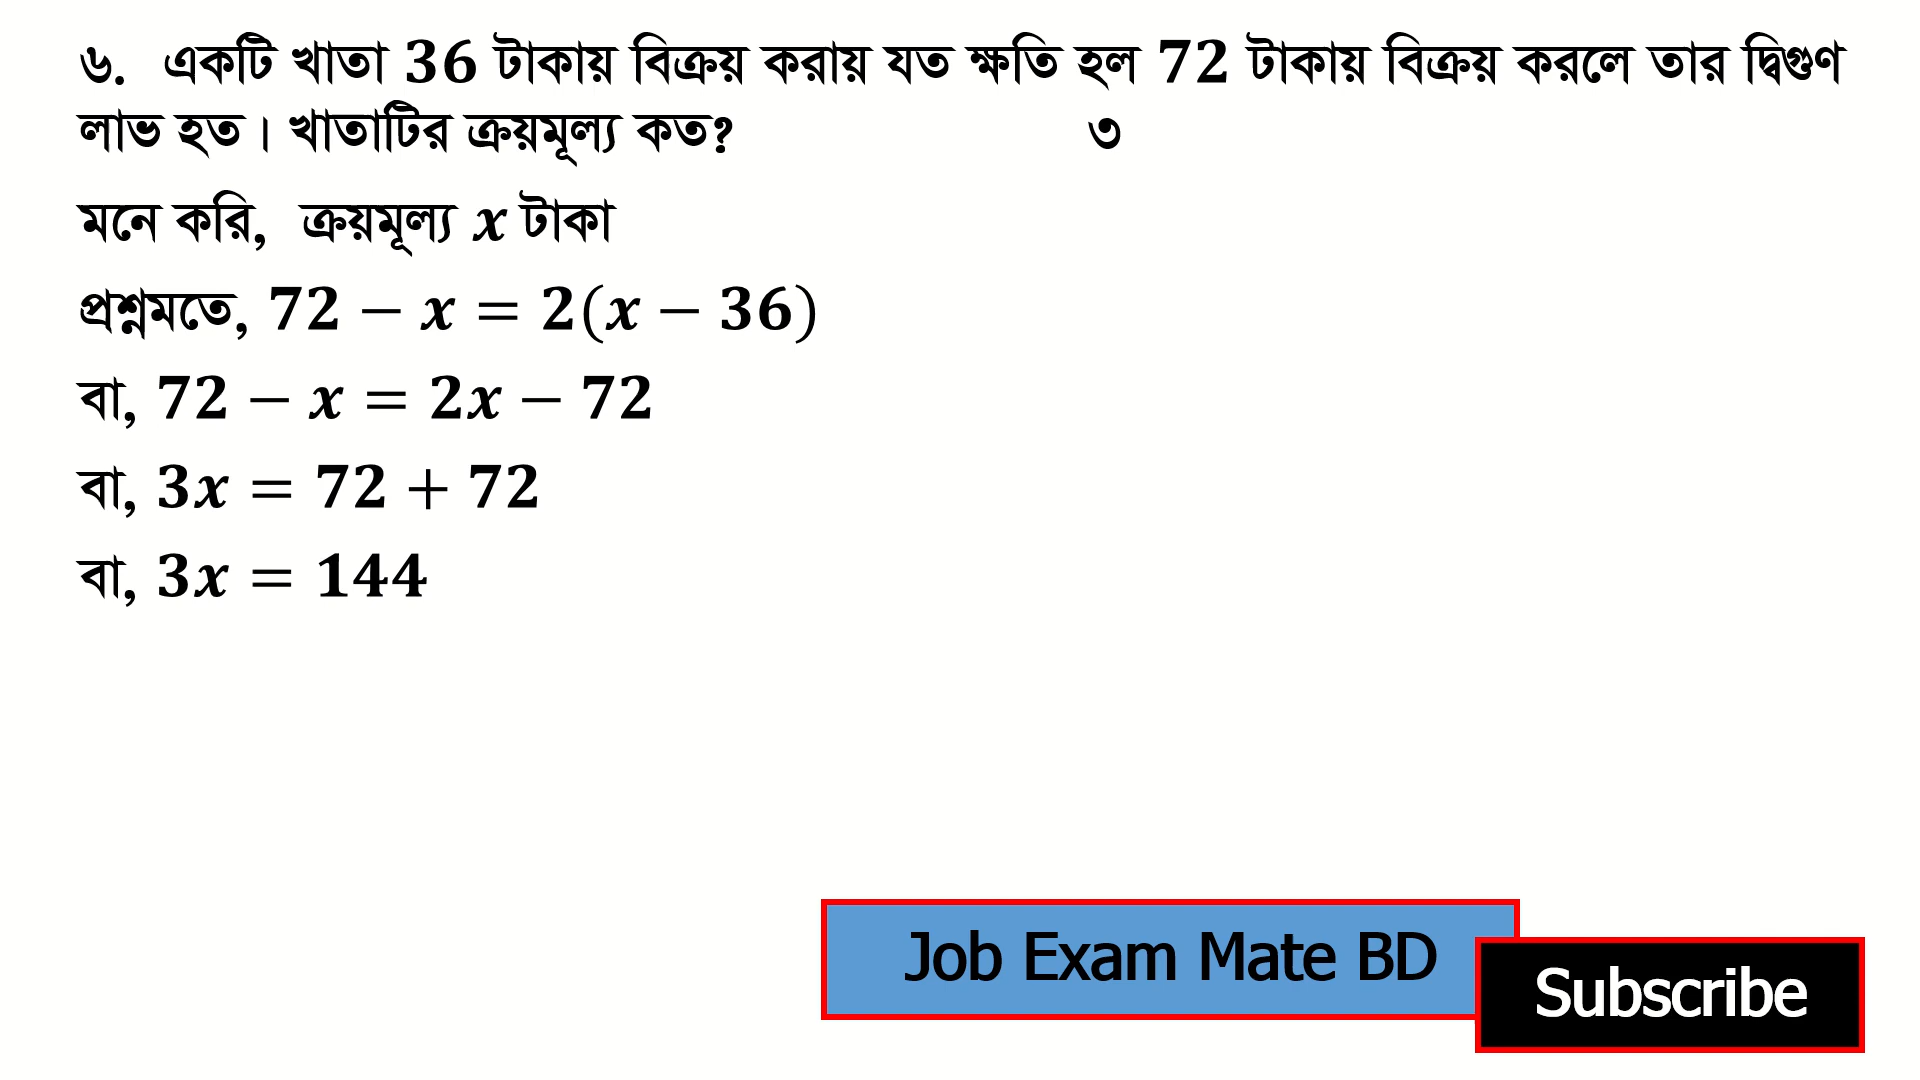 ৬. একটি খাতা 36 টাকায় বিক্রয় করায় যত ক্ষতি হল 72 টাকায় বিক্রয় করলে তার দ্বিগুণ
লাভ হত। খাতাটির ক্রয়মূল্য কত? ৩
মনে করি, ক্রয়মূল্য x টাকা
প্রশ্নমতে, 72 − x = 2(x − 36)
বা, 72 − x = 2x − 72
বা, 3x = 72 + 72
বা, 3x = 144
Job Exam Mate BD
Subscribe